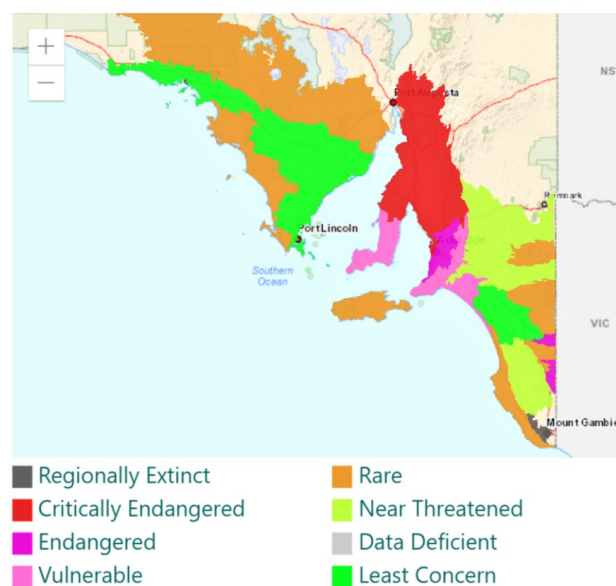 +
−
NS
Port Augusta
Renmark
Port Lincoln
Adelaide
Southern
Ocean
VIC
Mount Gambie
Regionally Extinct
Rare
Critically Endangered
Near Threatened
Endangered
Data Deficient
Vulnerable
Least Concern